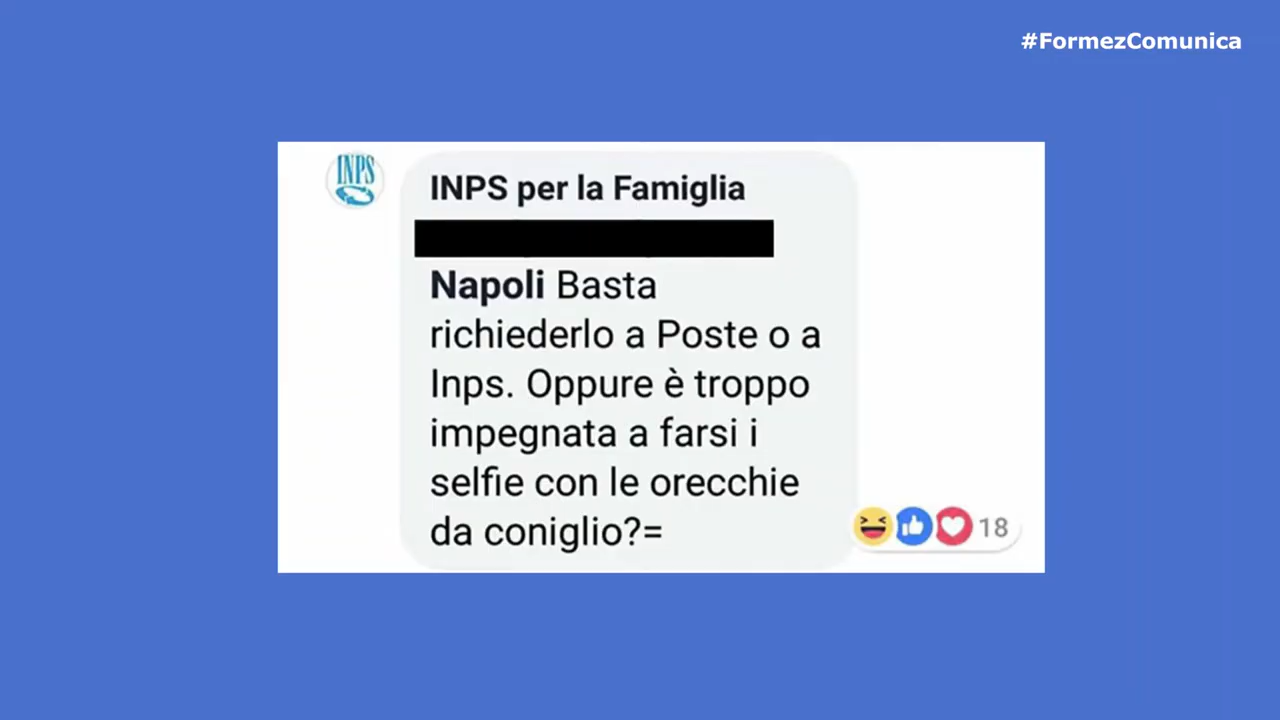 #FormezComunica
INPS
INPS per la Famiglia
Napoli Basta
richiederlo a Poste o a
Inps. Oppure è troppo
impegnata a farsi i
selfie con le orecchie
da coniglio?=
18